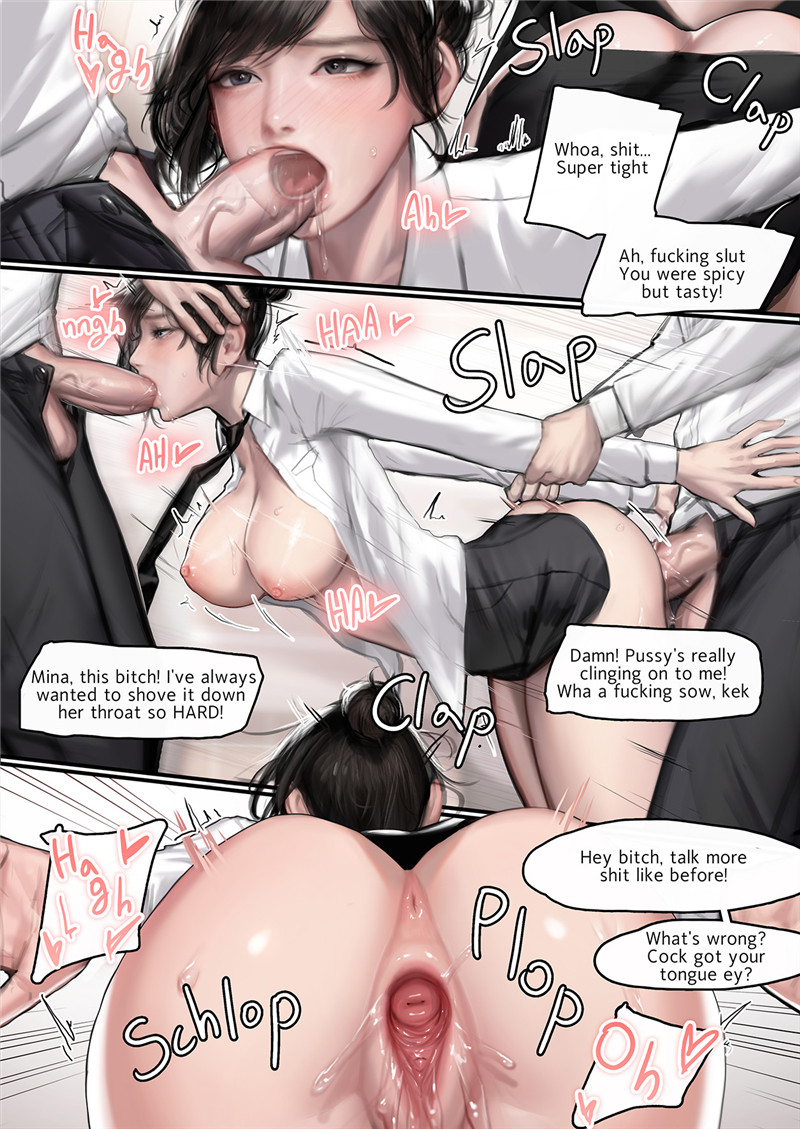 Hagh
Slap
Clap
Whoa, shit...
Super tight
Ah
Ah, fucking slut
You were spicy
but tasty!
nngh
HAA
Slap
AH
HA
Mina, this bitch! I've always
wanted to shove it down
her throat so HARD!
Damn! Pussy's really
clinging on to me!
Wha a fucking sow, kek
Clap
Hagh
Hey bitch, talk more
shit like before!
Plop
What's wrong?
Cock got your
tongue ey?
Schlop
Oh